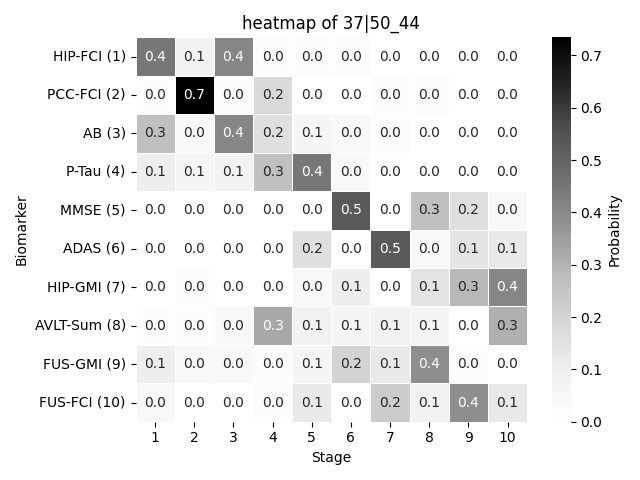 heatmap of 37|50_44
HIP-FCI (1) 0.4 0.1 0.4 0.0 0.0 0.0 0.0 0.0 0.0 0.0
PCC-FCI (2) 0.0 0.7 0.0 0.2 0.0 0.0 0.0 0.0 0.0 0.0
AB (3) 0.3 0.0 0.4 0.2 0.1 0.0 0.0 0.0 0.0 0.0
P-Tau (4) 0.1 0.1 0.1 0.3 0.4 0.0 0.0 0.0 0.0 0.0
MMSE (5) 0.0 0.0 0.0 0.0 0.0 0.5 0.0 0.3 0.2 0.0
ADAS (6) 0.0 0.0 0.0 0.0 0.2 0.0 0.5 0.0 0.1 0.1
HIP-GMI (7) 0.0 0.0 0.0 0.0 0.0 0.1 0.0 0.1 0.3 0.4
AVLT-Sum (8) 0.0 0.0 0.0 0.3 0.1 0.1 0.1 0.1 0.0 0.3
FUS-GMI (9) 0.1 0.0 0.0 0.0 0.1 0.2 0.1 0.4 0.0 0.0
FUS-FCI (10) 0.0 0.0 0.0 0.0 0.1 0.0 0.2 0.1 0.4 0.1
1 2 3 4 5 6 7 8 9 10
Stage
Biomarker
0.7
0.6
0.5
0.4
0.3
0.2
0.1
0.0
Probability